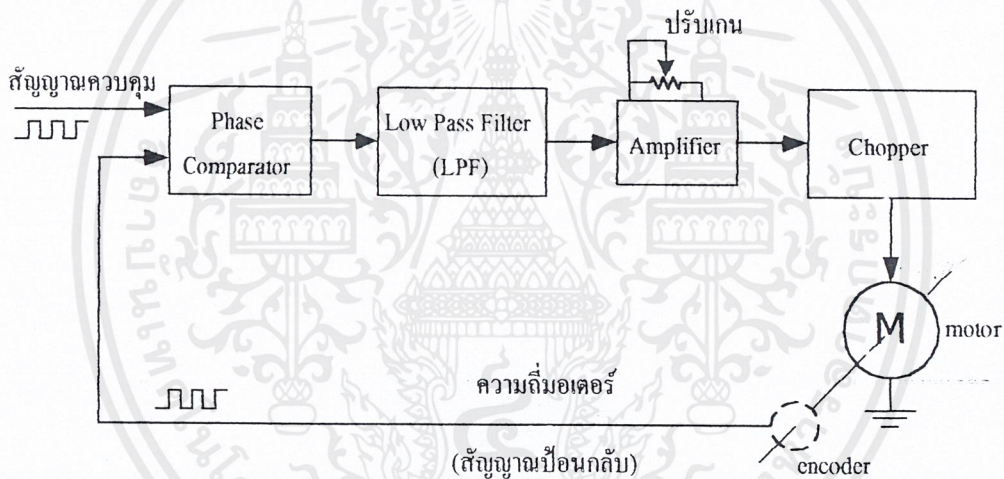 ปรับเกน
สัญญาณควบคุม
Phase
Comparator
Low Pass Filter
(LPF)
Amplifier
Chopper
M
motor
ความถี่มอเตอร์
(สัญญาณป้อนกลับ)
encoder